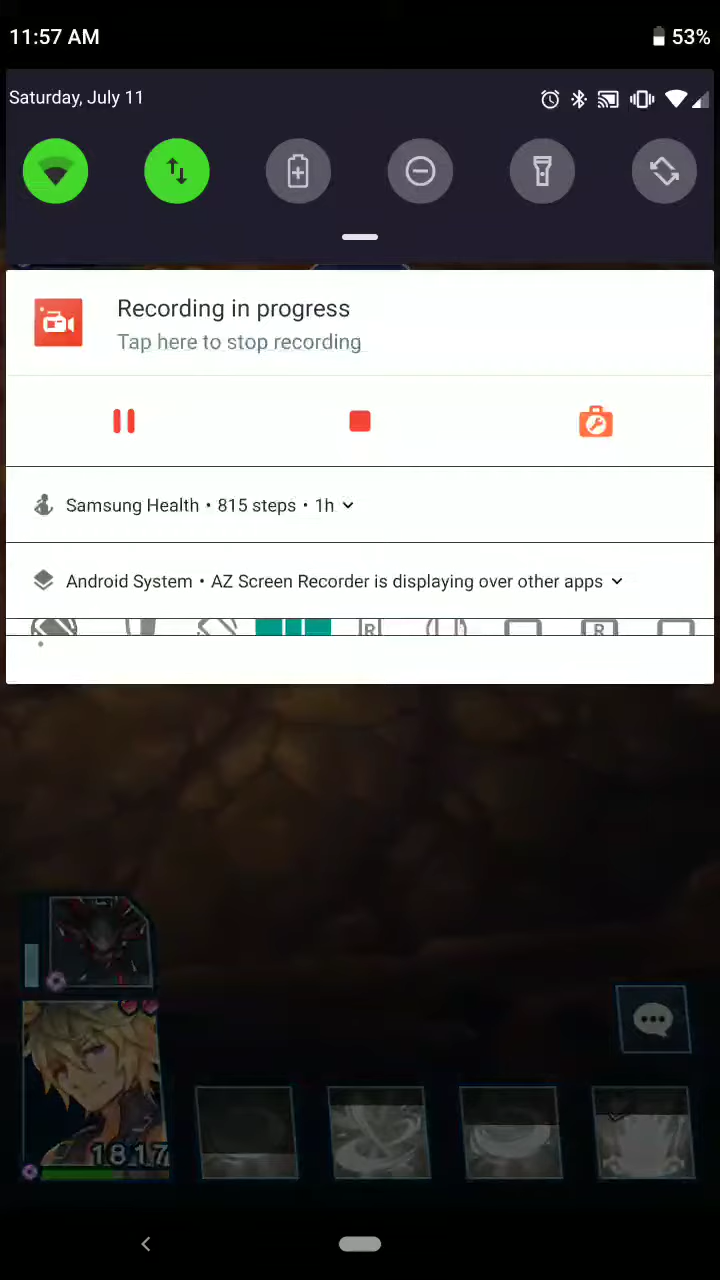 11:57 AM
53%
Saturday, July 11
Recording in progress
Tap here to stop recording
Samsung Health • 815 steps • 1h
Android System • AZ Screen Recorder is displaying over other apps
R
R
1817